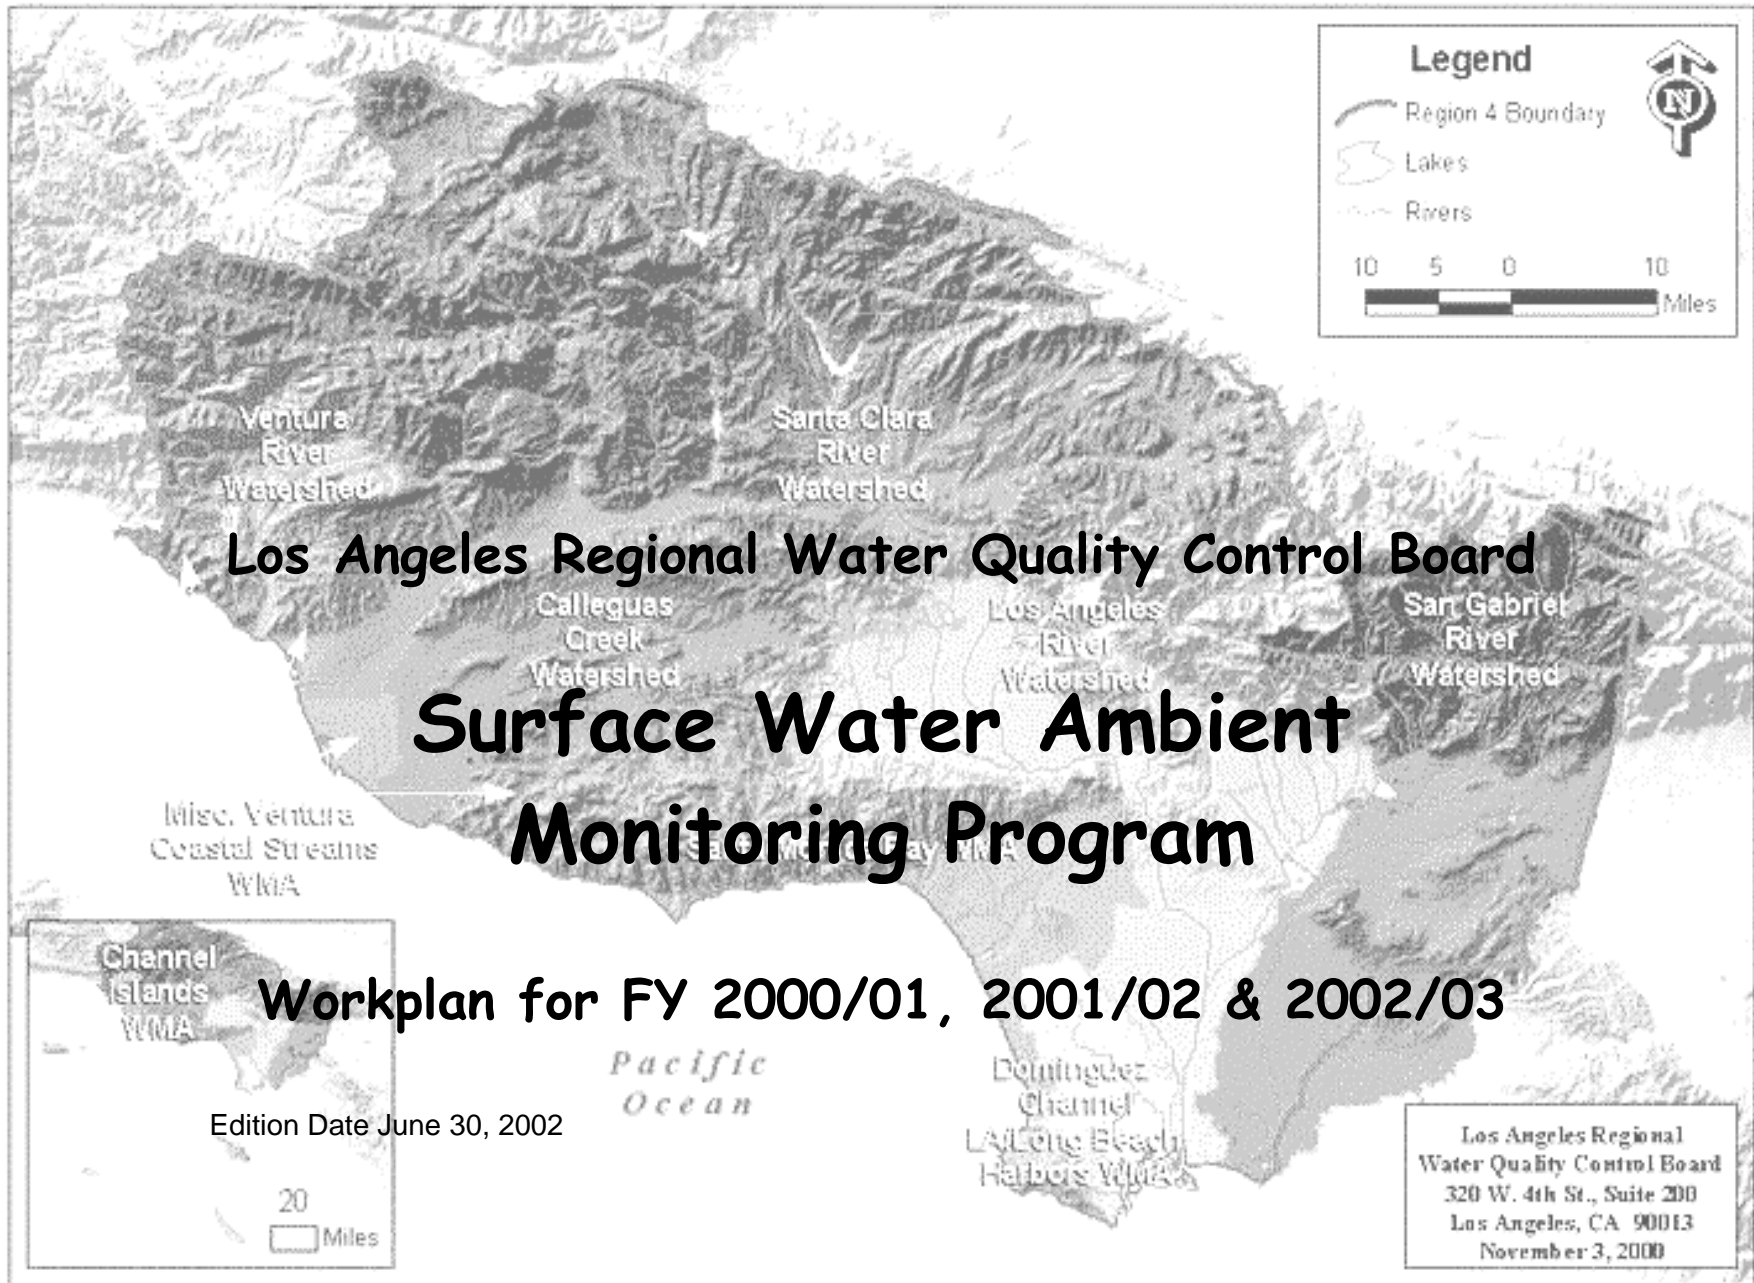 Legend
Region 4 Boundary
Lakes
Rivers
10 5 0 10
Miles
N
Ventura
River
Watershed
Santa Clara
River
Watershed
Los Angeles Regional Water Quality Control Board
Calleguas
Creek
Watershed
Los Angeles
River
Watershed
San Gabriel
River
Watershed
Surface Water Ambient
Monitoring Program
Misc. Ventura
Coastal Streams
WMA
Bay WMA
Channel
Islands
WMA
Workplan for FY 2000/01, 2001/02 & 2002/03
Pacific
Ocean
Dominguez
Channel
LA/Long Beach
Harbors WMA
Edition Date June 30, 2002
20
Miles
Los Angeles Regional
Water Quality Control Board
320 W. 4th St., Suite 200
Los Angeles, CA 90013
November 3, 2000